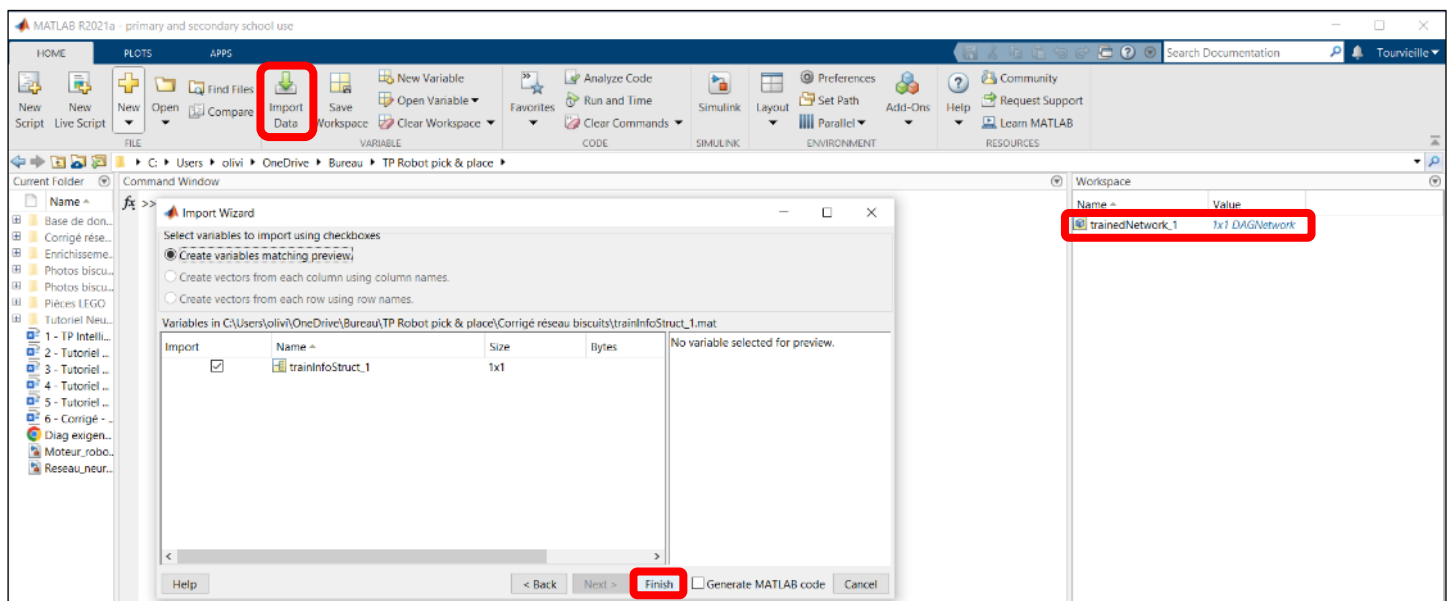 MATLAB R2021a - primary and secondary school use
HOME PLOTS APPS
Search Documentation Tourvieille
New Script
New Live Script
New
Open
Find Files
Compare
Import Data
Save Workspace
New Variable
Open Variable
Clear Workspace
Favorites
Analyze Code
Run and Time
Clear Commands
Simulink
Layout
Preferences
Set Path
Parallel
Add-Ons
Help
Community
Request Support
Learn MATLAB
FILE VARIABLE CODE SIMULINK ENVIRONMENT RESOURCES
C: Users olivi OneDrive Bureau TP Robot pick & place
Current Folder
Name
Base de don...
Corrigé rése...
Enrichisseme...
Photos biscu...
Photos biscu...
Pièces LEGO
Tutoriel Neu...
1 - TP Intelli...
2 - Tutoriel ...
3 - Tutoriel ...
4 - Tutoriel ...
5 - Tutoriel ...
6 - Corrigé - ...
Diag exigen...
Moteur_robo...
Reseau_neur...
Command Window
fx >>
Import Wizard
Select variables to import using checkboxes
Create variables matching preview.
Create vectors from each column using column names.
Create vectors from each row using row names.
Variables in C:\Users\olivi\OneDrive\Bureau\TP Robot pick & place\Corrigé réseau biscuits\trainInfoStruct_1.mat
Import Name Size Bytes
trainInfoStruct_1 1x1
No variable selected for preview.
Help < Back Next > Finish Generate MATLAB code Cancel
Workspace
Name Value
trainedNetwork_1 1x1 DAGNetwork